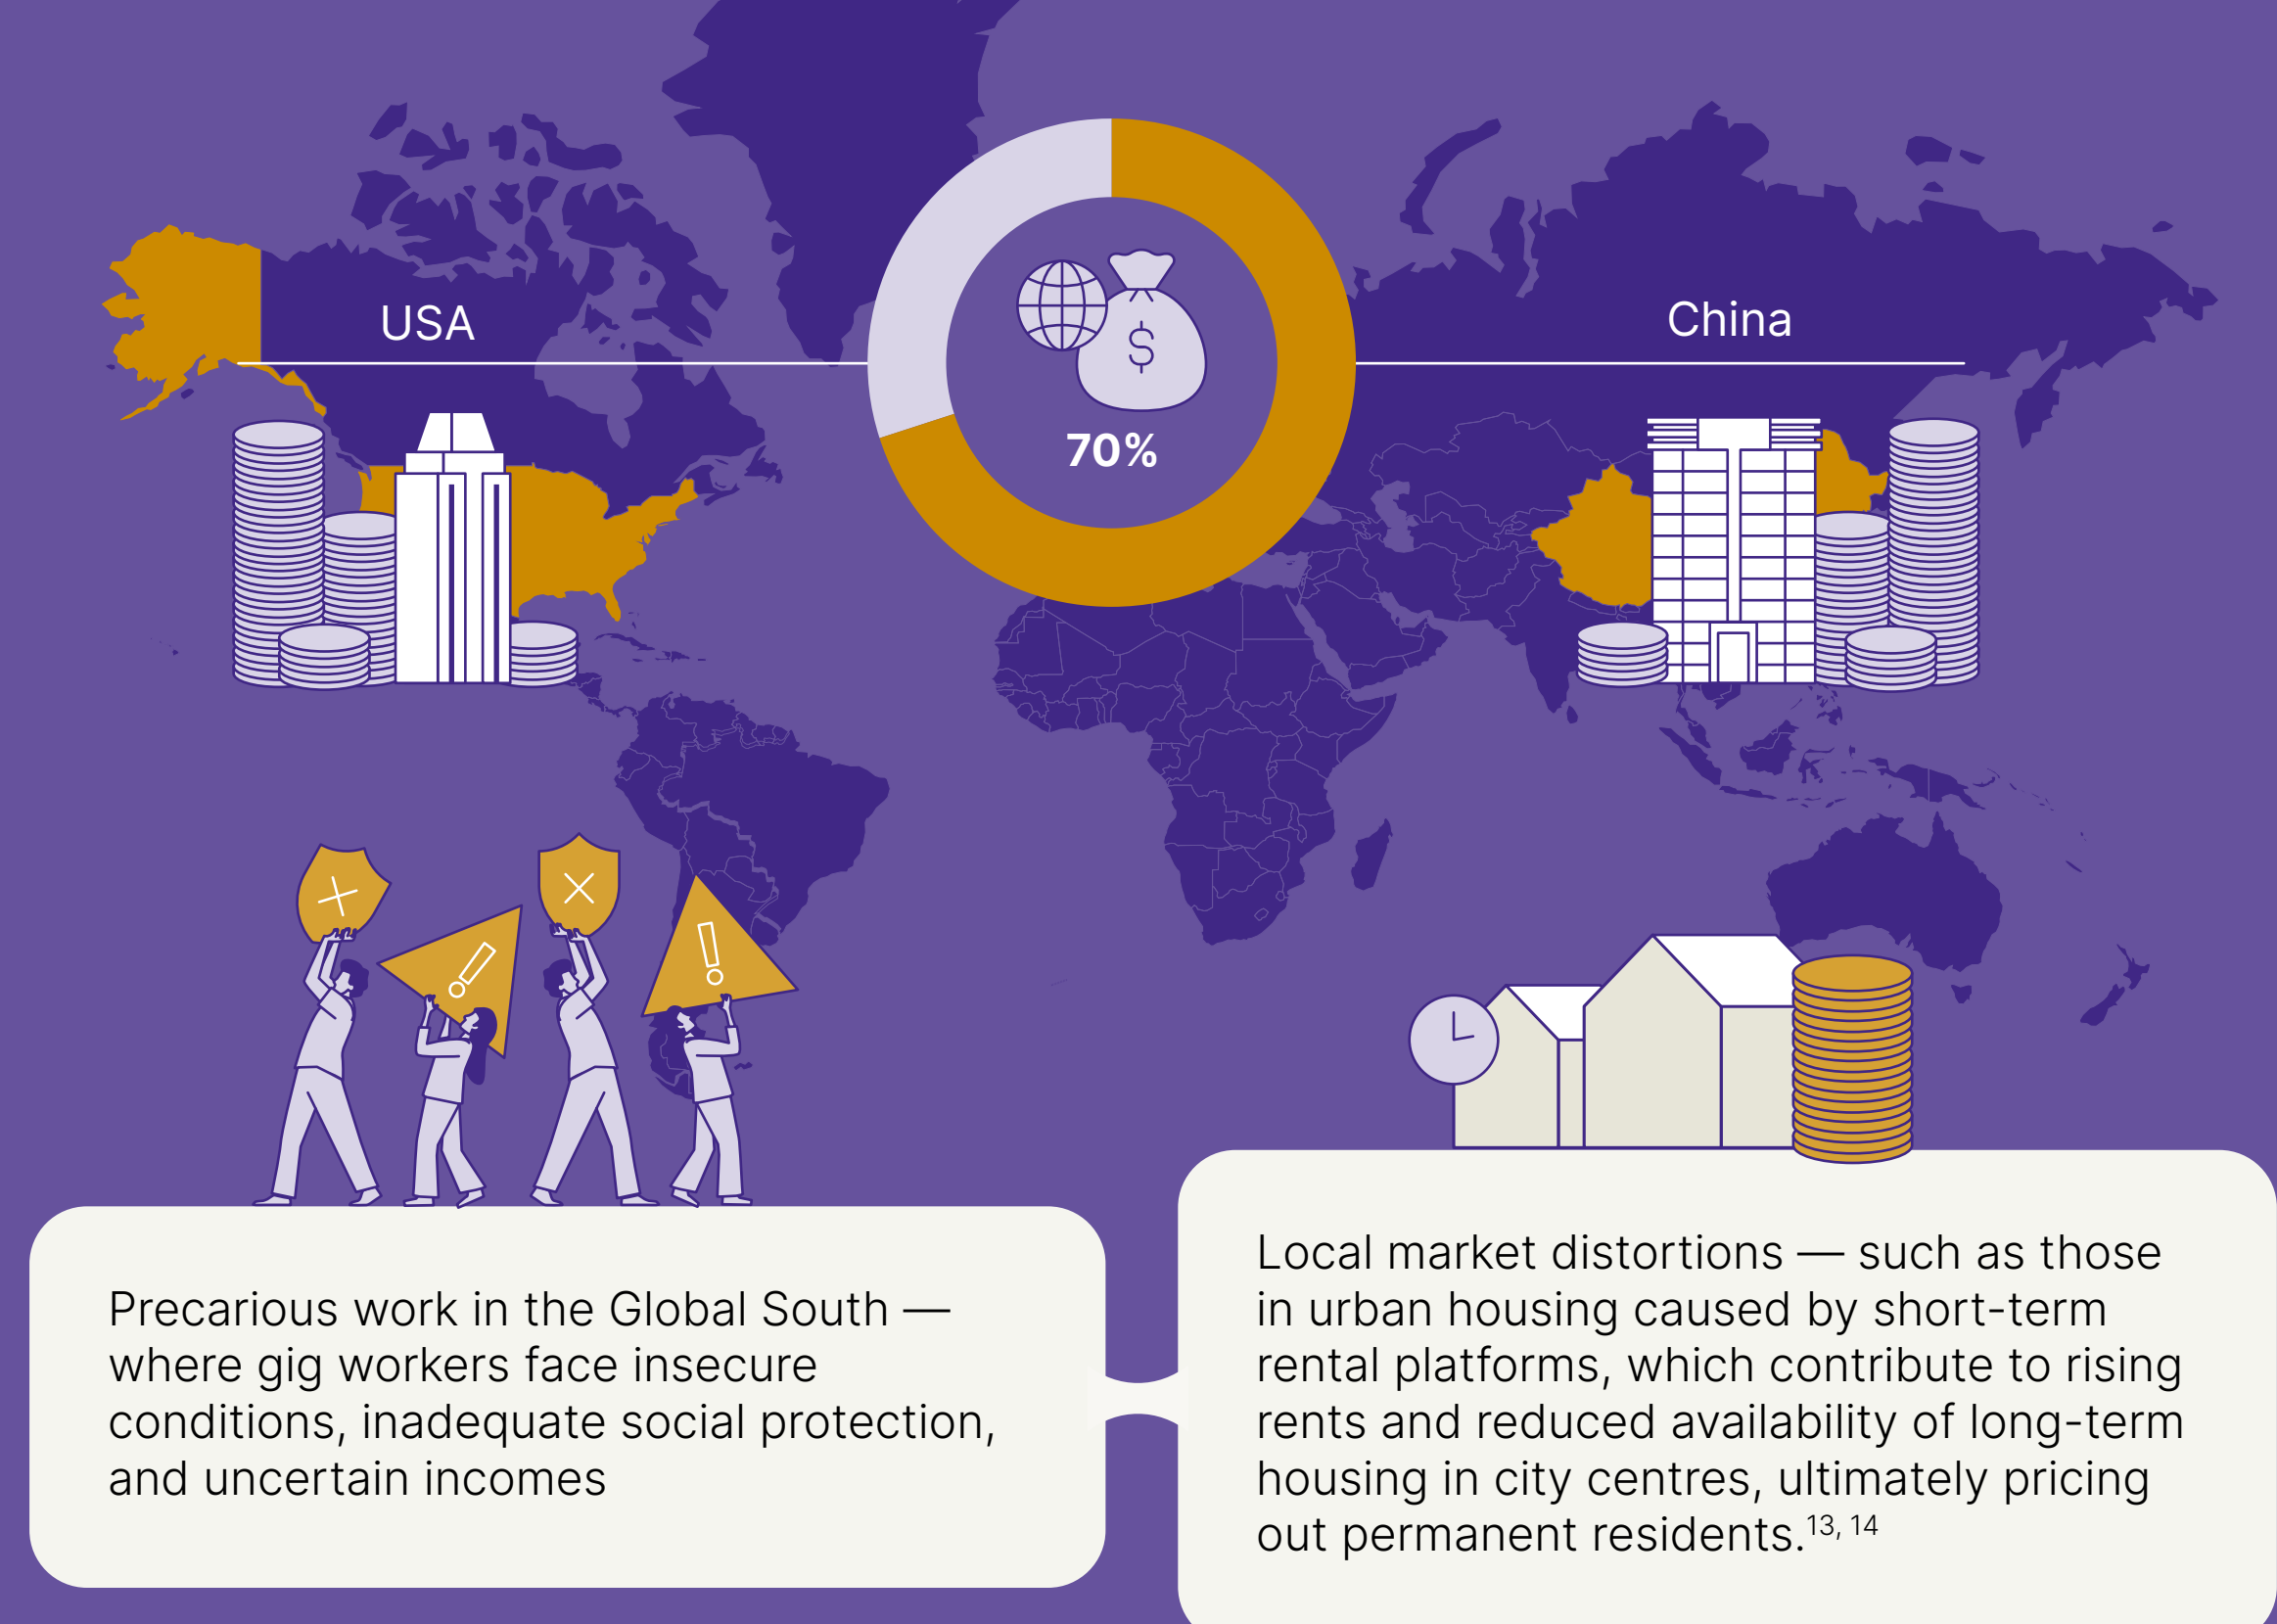 USA
China
$
70%
Precarious work in the Global South —
where gig workers face insecure
conditions, inadequate social protection,
and uncertain incomes
Local market distortions — such as those
in urban housing caused by short-term
rental platforms, which contribute to rising
rents and reduced availability of long-term
housing in city centres, ultimately pricing
out permanent residents.13, 14